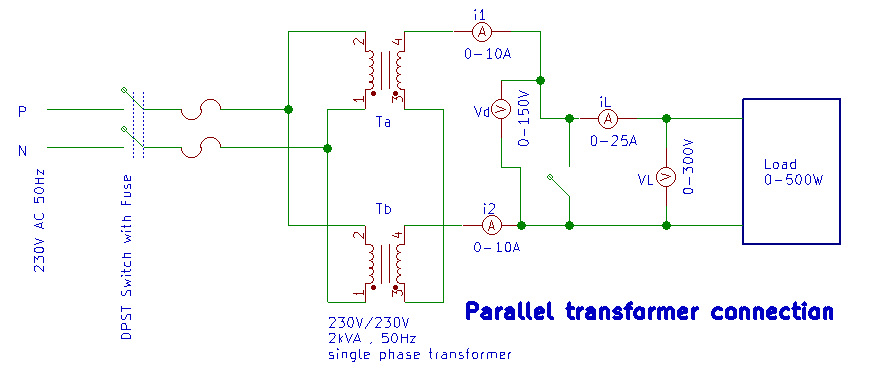 i1
A
0-10A
2
4
1
3
Ta
P
N
230V AC 50Hz
DPST Switch with Fuse
Vd
V
0-150V
iL
A
0-25A
VL
V
0-300V
Load
0-500W
Tb
2
4
1
3
i2
A
0-10A
Parallel transformer connection
230V/230V
2kVA , 50Hz
single phase transformer